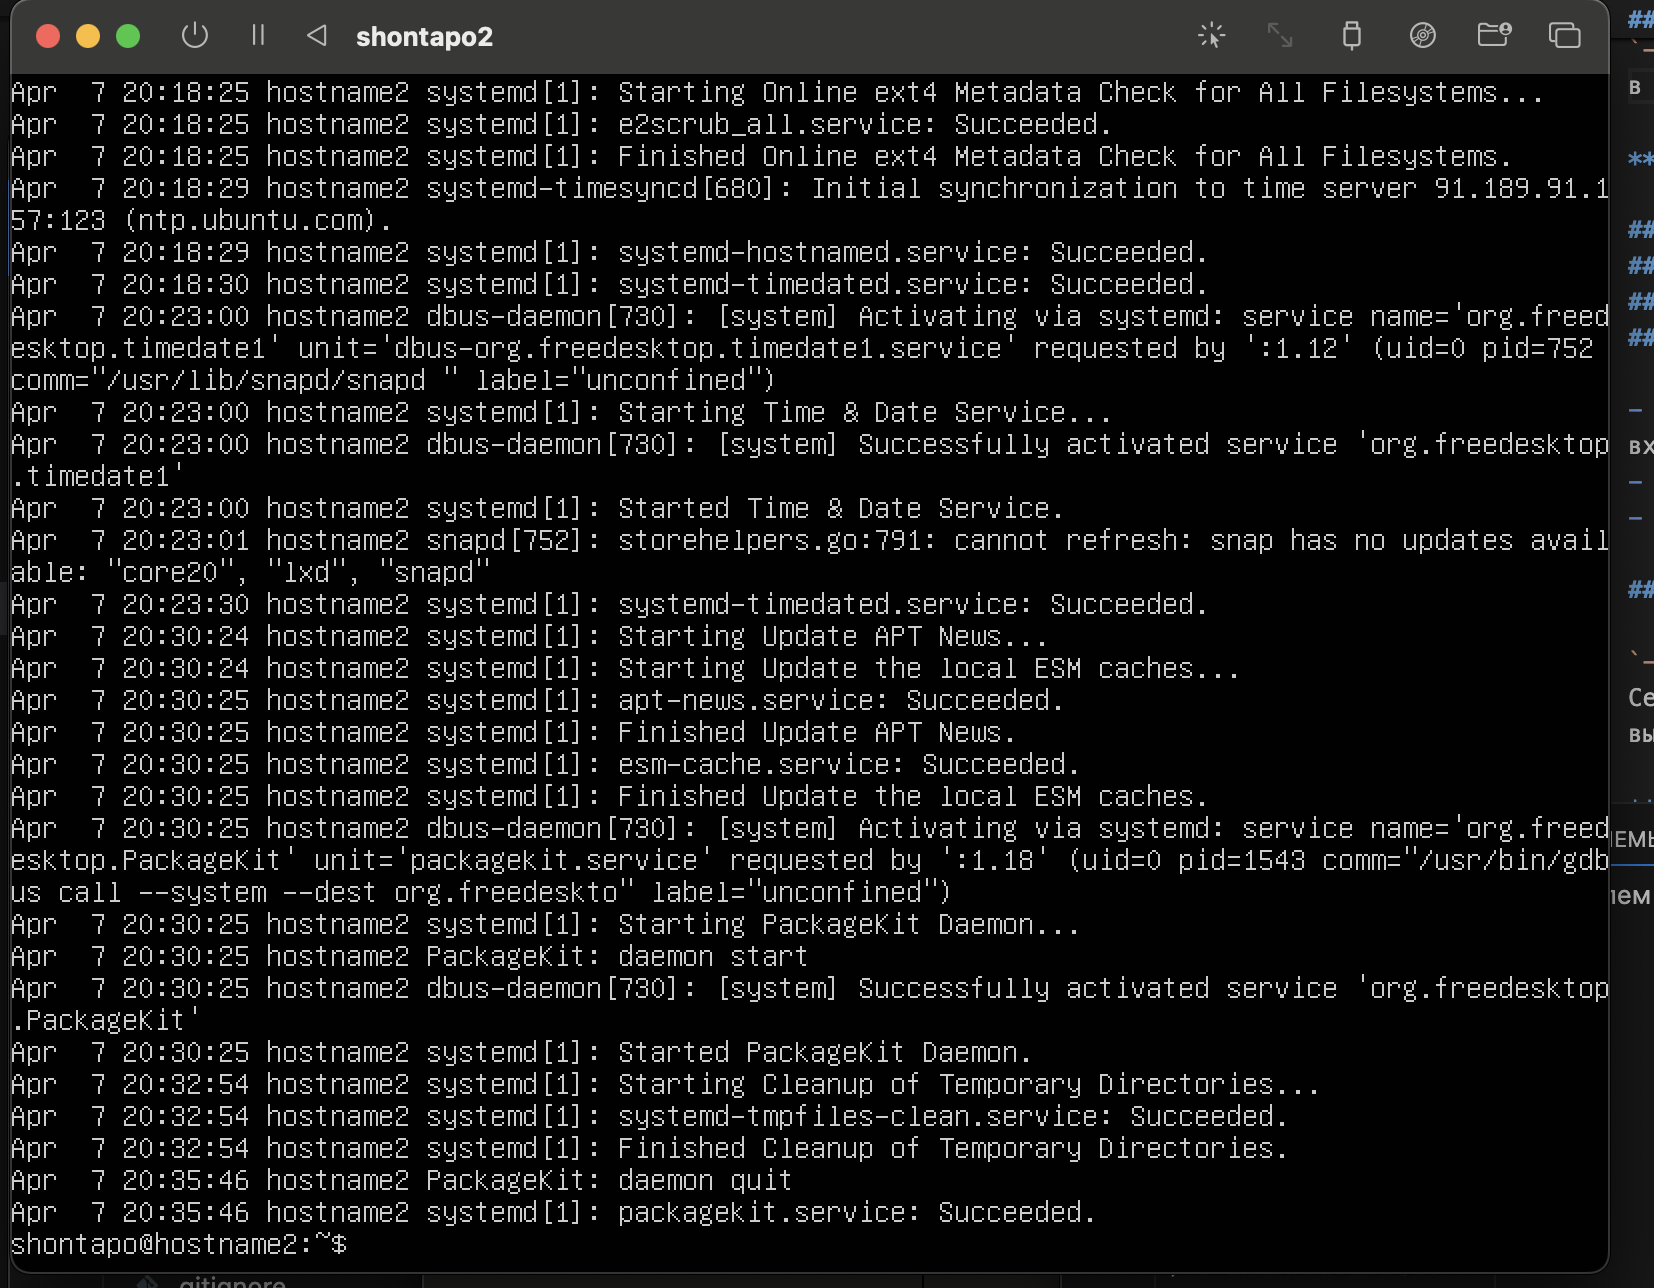 shontapo2
Apr  7 20:18:25 hostname2 systemd[1]: Starting Online ext4 Metadata Check for All Filesystems...
Apr  7 20:18:25 hostname2 systemd[1]: e2scrub_all.service: Succeeded.
Apr  7 20:18:25 hostname2 systemd[1]: Finished Online ext4 Metadata Check for All Filesystems.
Apr  7 20:18:29 hostname2 systemd-timesyncd[680]: Initial synchronization to time server 91.189.91.1
57:123 (ntp.ubuntu.com).
Apr  7 20:18:29 hostname2 systemd[1]: systemd-hostnamed.service: Succeeded.
Apr  7 20:18:30 hostname2 systemd[1]: systemd-timedated.service: Succeeded.
Apr  7 20:23:00 hostname2 dbus-daemon[730]: [system] Activating via systemd: service name='org.freed
esktop.timedate1' unit='dbus-org.freedesktop.timedate1.service' requested by ':1.12' (uid=0 pid=752
comm="/usr/lib/snapd/snapd " label="unconfined")
Apr  7 20:23:00 hostname2 systemd[1]: Starting Time & Date Service...
Apr  7 20:23:00 hostname2 dbus-daemon[730]: [system] Successfully activated service 'org.freedesktop
.timedate1'
Apr  7 20:23:00 hostname2 systemd[1]: Started Time & Date Service.
Apr  7 20:23:01 hostname2 snapd[752]: storehelpers.go:791: cannot refresh: snap has no updates avail
able: "core20", "lxd", "snapd"
Apr  7 20:23:30 hostname2 systemd[1]: systemd-timedated.service: Succeeded.
Apr  7 20:30:24 hostname2 systemd[1]: Starting Update APT News...
Apr  7 20:30:24 hostname2 systemd[1]: Starting Update the local ESM caches...
Apr  7 20:30:25 hostname2 systemd[1]: apt-news.service: Succeeded.
Apr  7 20:30:25 hostname2 systemd[1]: Finished Update APT News.
Apr  7 20:30:25 hostname2 systemd[1]: esm-cache.service: Succeeded.
Apr  7 20:30:25 hostname2 systemd[1]: Finished Update the local ESM caches.
Apr  7 20:30:25 hostname2 dbus-daemon[730]: [system] Activating via systemd: service name='org.freed
esktop.PackageKit' unit='packagekit.service' requested by ':1.18' (uid=0 pid=1543 comm="/usr/bin/gdb
us call --system --dest org.freedeskto" label="unconfined")
Apr  7 20:30:25 hostname2 systemd[1]: Starting PackageKit Daemon...
Apr  7 20:30:25 hostname2 PackageKit: daemon start
Apr  7 20:30:25 hostname2 dbus-daemon[730]: [system] Successfully activated service 'org.freedesktop
.PackageKit'
Apr  7 20:30:25 hostname2 systemd[1]: Started PackageKit Daemon.
Apr  7 20:32:54 hostname2 systemd[1]: Starting Cleanup of Temporary Directories...
Apr  7 20:32:54 hostname2 systemd[1]: systemd-tmpfiles-clean.service: Succeeded.
Apr  7 20:32:54 hostname2 systemd[1]: Finished Cleanup of Temporary Directories.
Apr  7 20:35:46 hostname2 PackageKit: daemon quit
Apr  7 20:35:46 hostname2 systemd[1]: packagekit.service: Succeeded.
shontapo@hostname2:~$